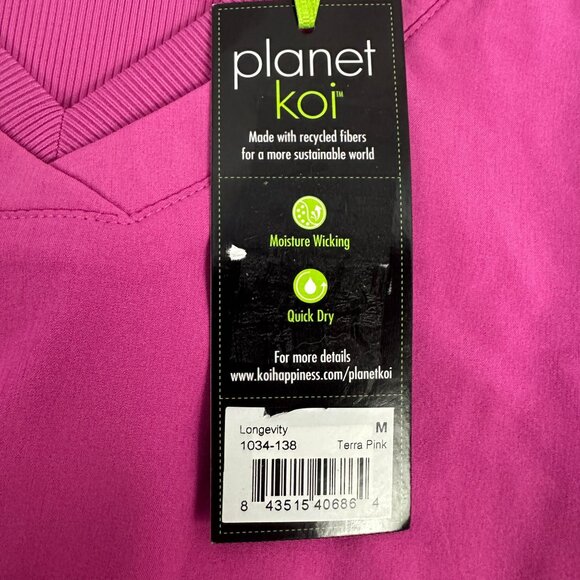 planet
koi™
Made with recycled fibers
for a more sustainable world
Moisture Wicking
Quick Dry
For more details
www.koihappiness.com/planetkoi
Longevity M
1034-138 Terra Pink
8 43515 40686 4